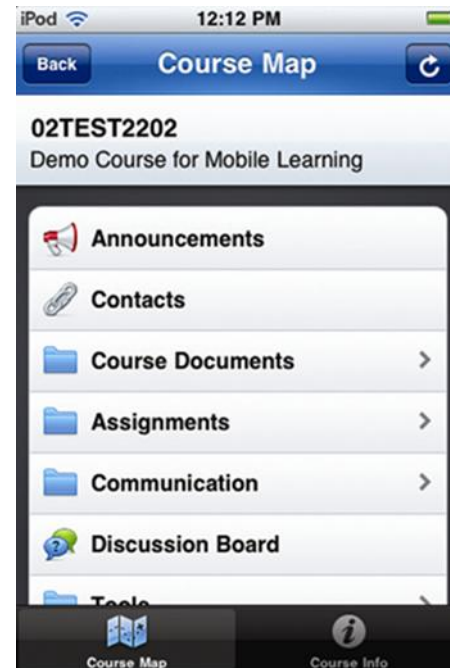 iPod 12:12 PM
Back Course Map
02TEST2202
Demo Course for Mobile Learning
Announcements
Contacts
Course Documents
Assignments
Communication
Discussion Board
Tools
Course Map Course Info